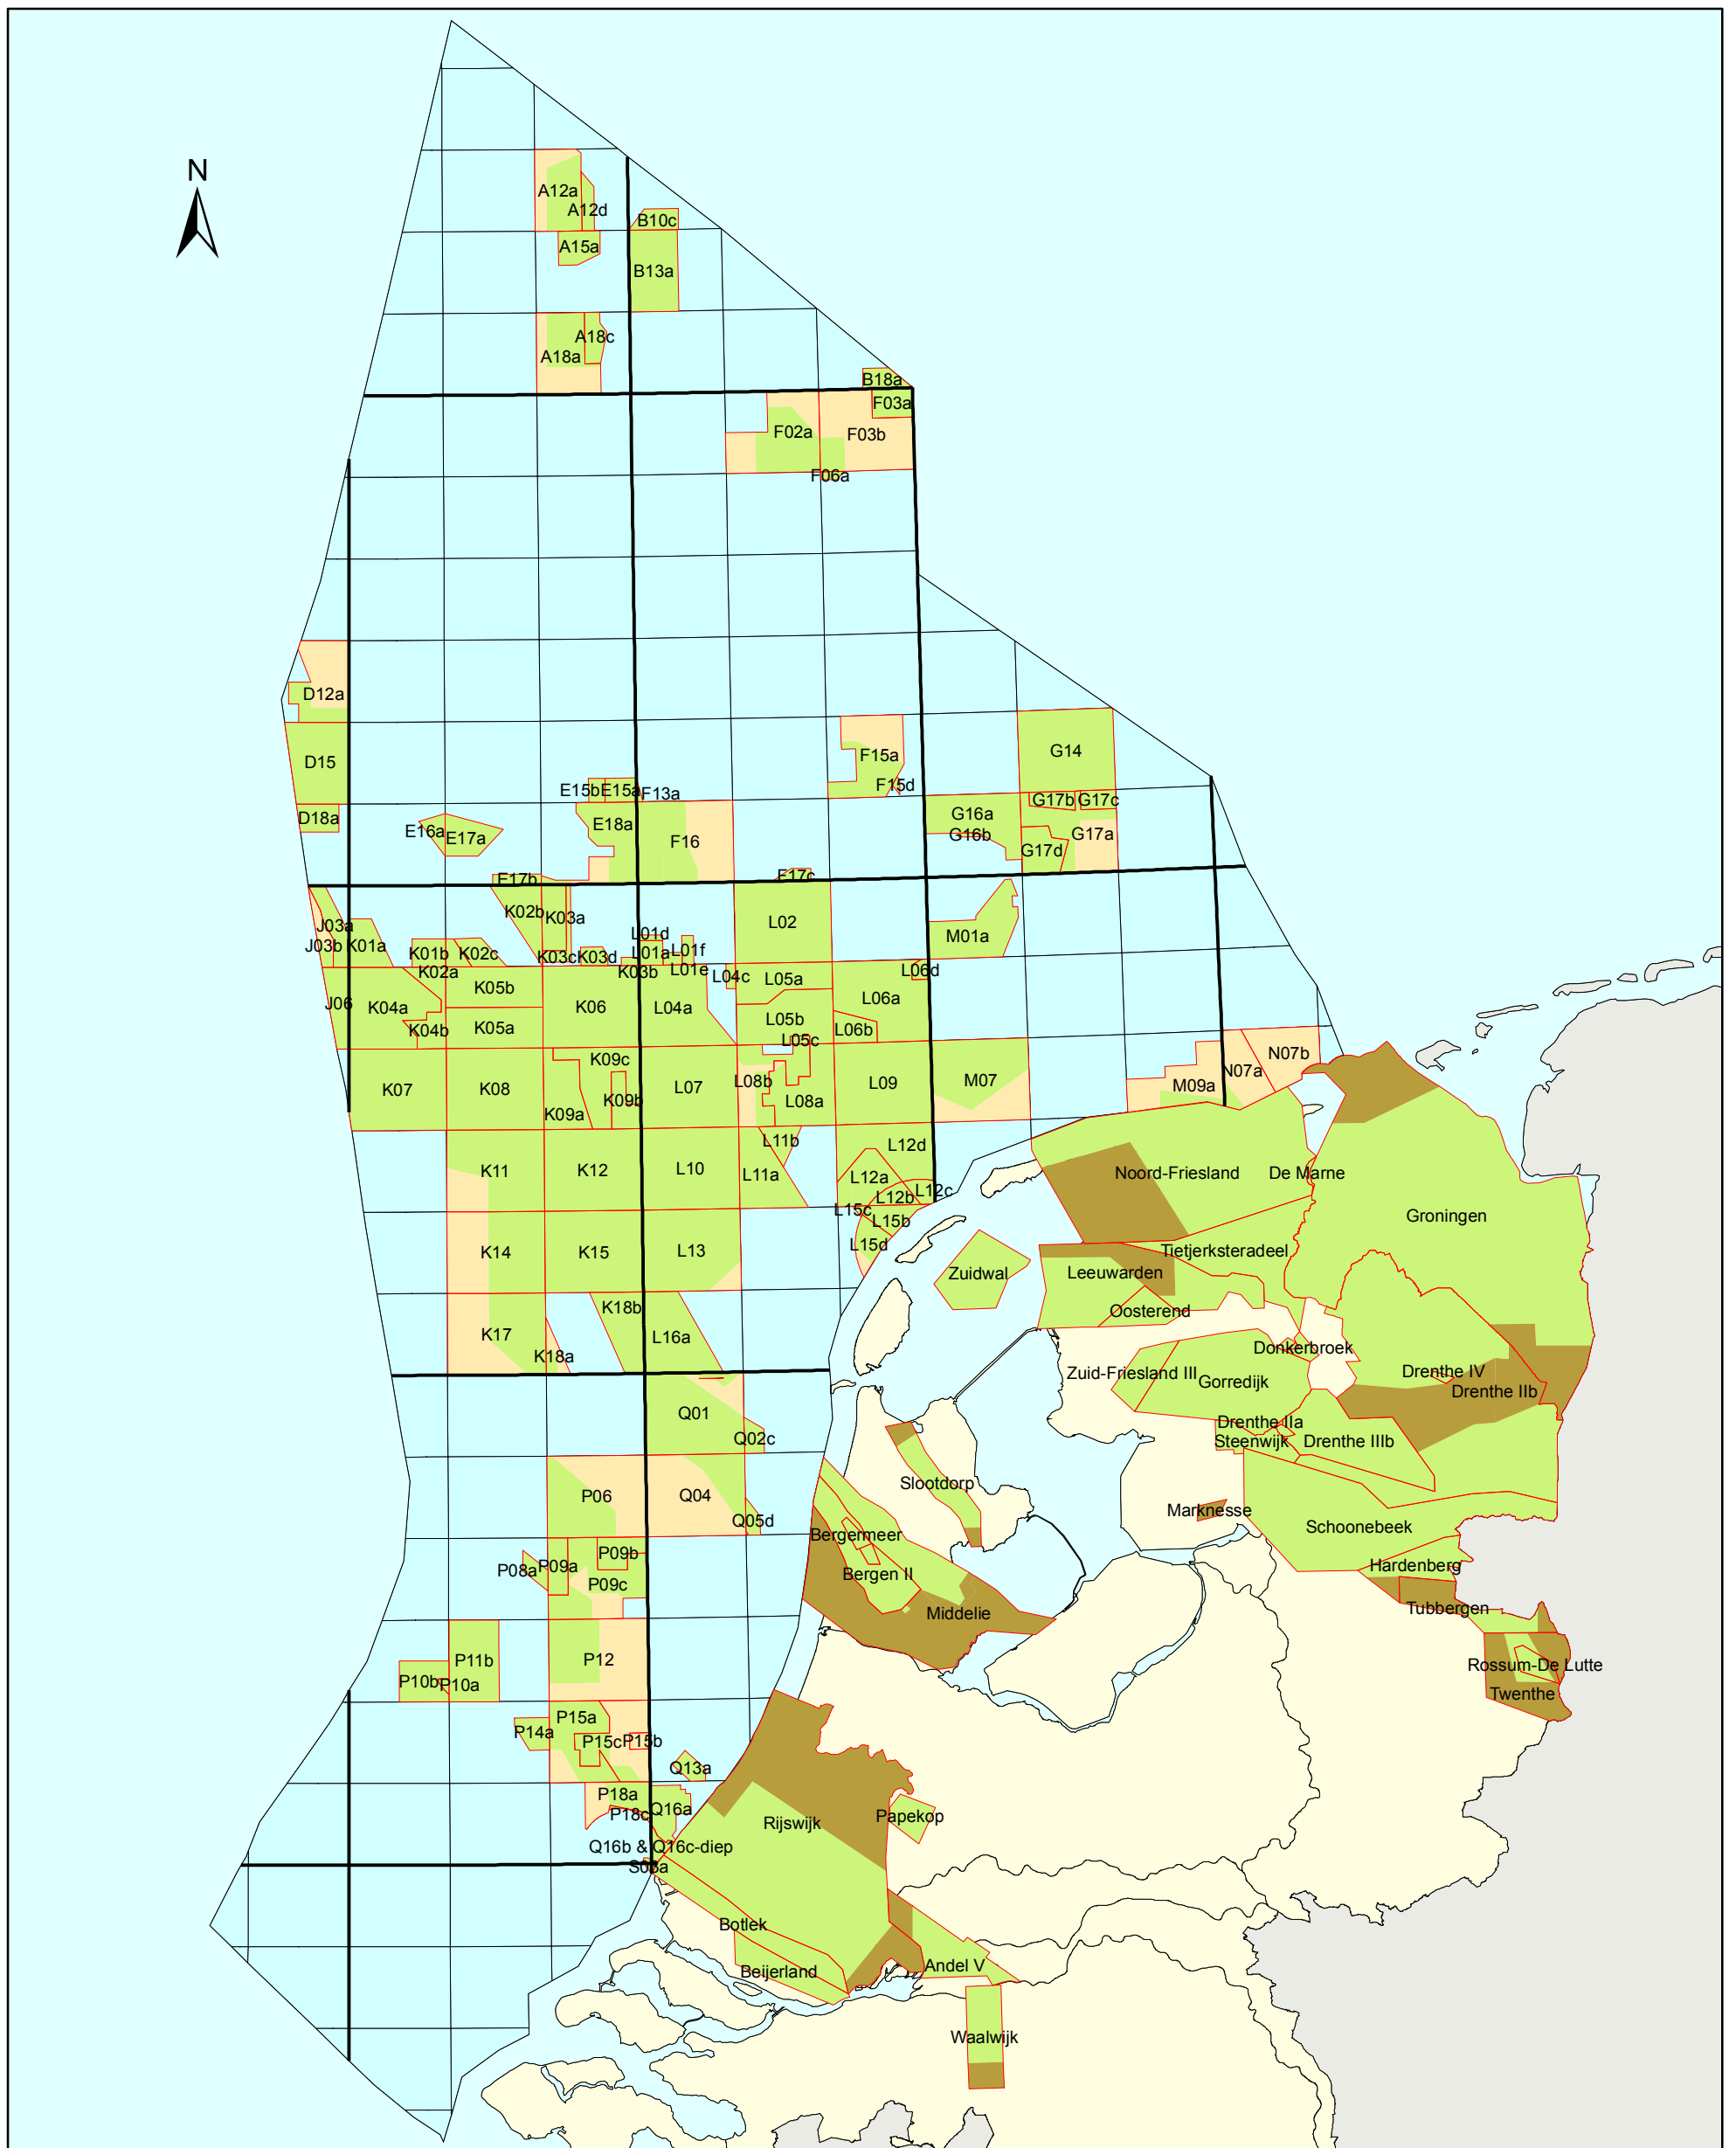 N
A12a
A12d
B10c
A15a
B13a
A18c
A18a
B18a
F03a
F02a
F03b
F06a
D12a
D15
F15a
G14
F15d
E15b
E15a
F13a
D18a
E16a
E17a
E18a
F16
G16a
G16b
G17b
G17c
G17a
G17d
E17b
F17c
J03a
J03b
K01a
K02b
K03a
L02
M01a
K01b
K02c
K02a
K03c
K03d
K03b
L01d
L01a
L01f
L01e
L04c
L05a
L06d
J06
K04a
K05b
K06
L04a
L06a
K04b
K05a
L05b
L06b
L05c
K07
K08
K09c
K09b
K09a
L07
L08b
L08a
L09
M07
M09a
N07a
N07b
K11
K12
L10
L11b
L11a
L12d
L12a
L12b
L12c
Noord-Friesland
De Marne
Groningen
K14
K15
L13
L15c
L15b
L15d
Zuidwal
Tietjerksteradeel
Leeuwarden
Oosterend
K17
K18b
L16a
K18a
Donkerbroek
Zuid-Friesland III
Gorredijk
Drenthe IV
Drenthe IIb
Q01
Q02c
Drenthe IIa
Steenwijk
Drenthe IIIb
P06
Q04
Q05d
Slootdorp
Marknesse
Schoonebeek
Bergermeer
Bergen II
Middelie
Hardenberg
Tubbergen
P08a
P09a
P09b
P09c
P12
P11b
P10b
P10a
Rossum-De Lutte
Twenthe
P14a
P15a
P15c
P15b
Q13a
P18a
P18c
Q16a
Rijswijk
Papekop
Q16b & Q16c-diep
S03a
Botlek
Beijerland
Andel V
Waalwijk